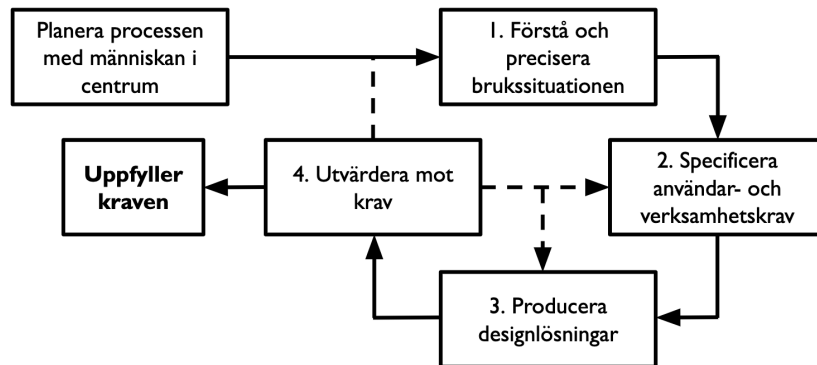 Planera processen
med människan i
centrum
1. Förstå och
precisera
brukssituationen
Uppfyller
kraven
4. Utvärdera mot
krav
2. Specificera
användar- och
verksamhetskrav
3. Producera
designlösningar